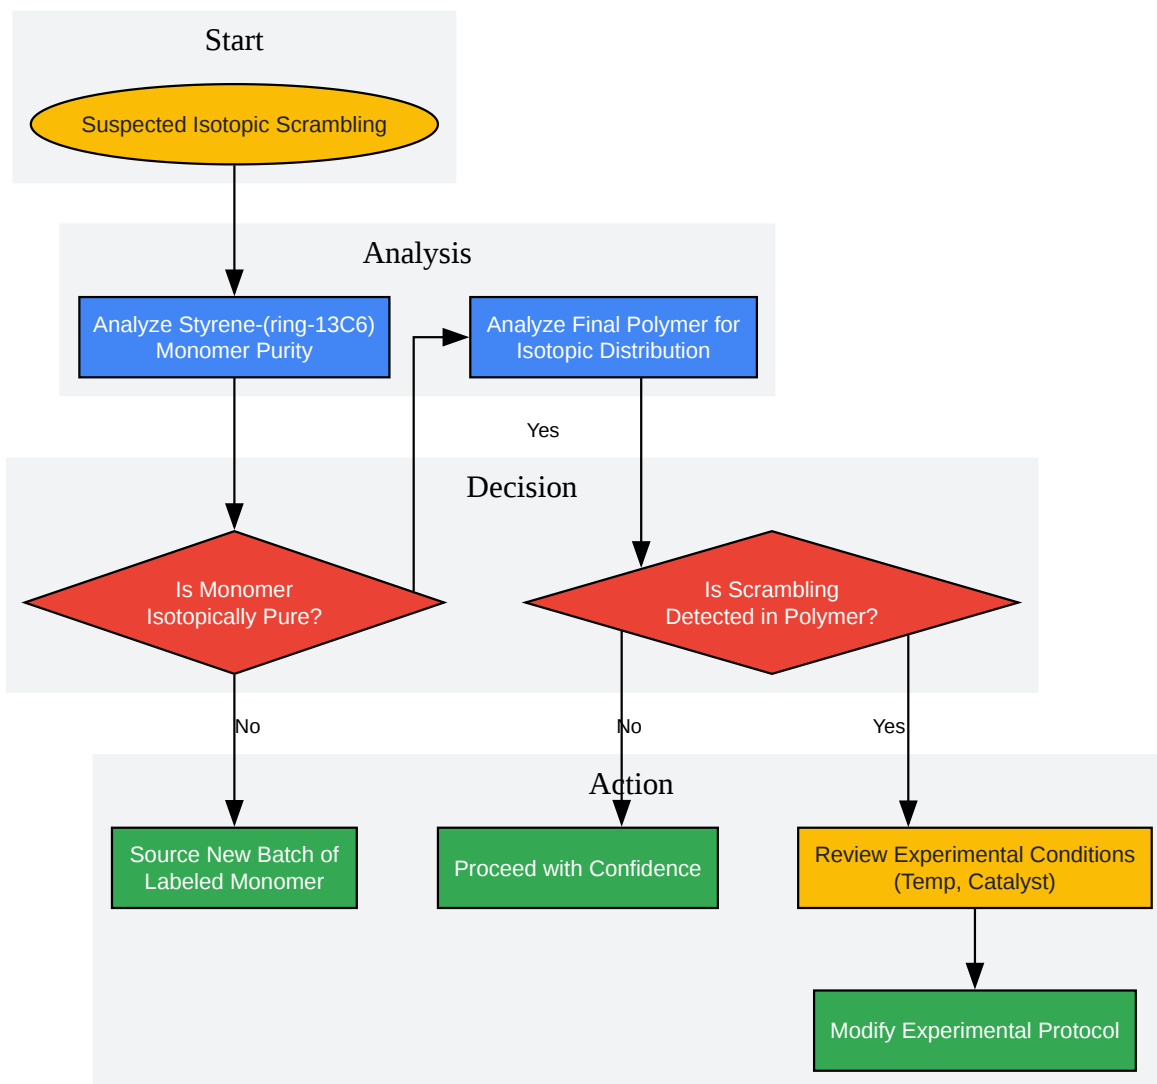 Start
Suspected Isotopic Scrambling
Analysis
Analyze Styrene-(ring-13C6)
Monomer Purity
Analyze Final Polymer for
Isotopic Distribution
Yes
Decision
Is Monomer
Isotopically Pure?
Is Scrambling
Detected in Polymer?
No
No
Yes
Action
Source New Batch of
Labeled Monomer
Proceed with Confidence
Review Experimental Conditions
(Temp, Catalyst)
Modify Experimental Protocol